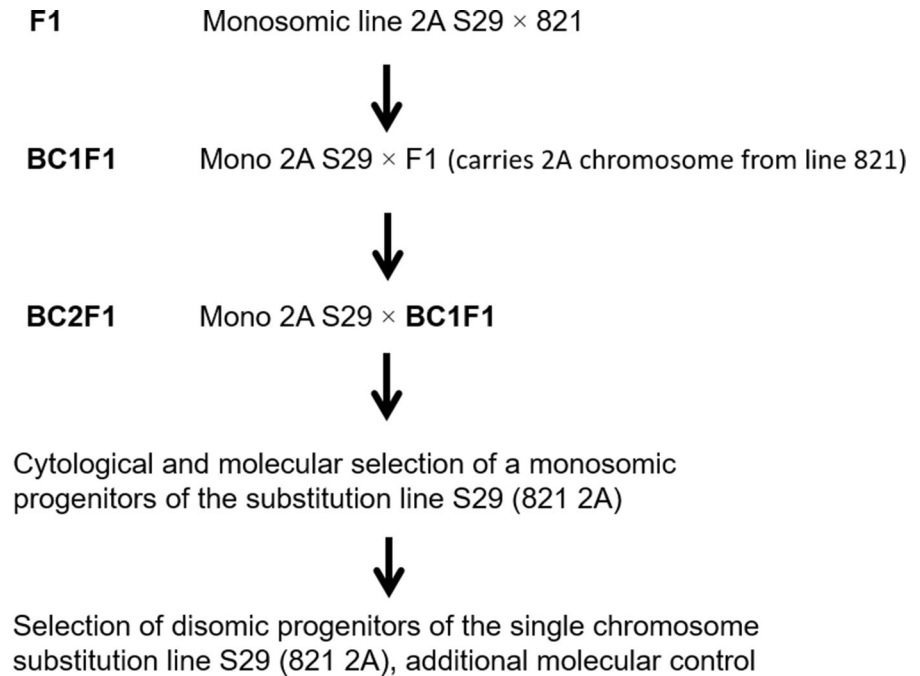 F1 Monosomic line 2A S29 × 821
BC1F1 Mono 2A S29 × F1 (carries 2A chromosome from line 821)
BC2F1 Mono 2A S29 × BC1F1
Cytological and molecular selection of a monosomic
progenitors of the substitution line S29 (821 2A)
Selection of disomic progenitors of the single chromosome
substitution line S29 (821 2A), additional molecular control